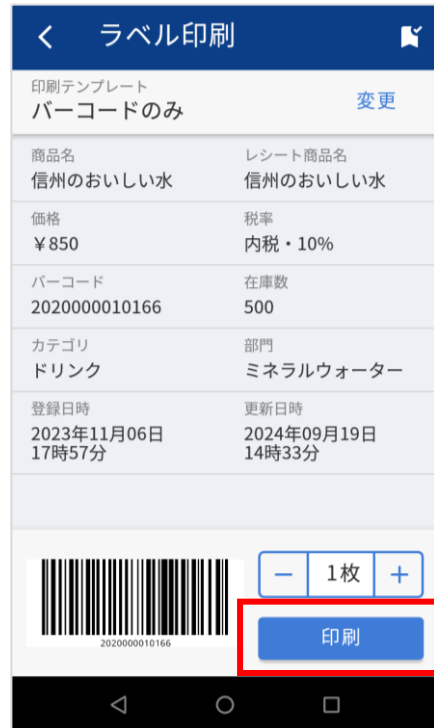 ラベル印刷
印刷テンプレート
バーコードのみ
変更
商品名
レシート商品名
信州のおいしい水
信州のおいしい水
価格
税率
￥850
内税・10%
バーコード
在庫数
2020000010166
500
カテゴリ
部門
ドリンク
ミネラルウォーター
登録日時
更新日時
2023年11月06日
17時57分
2024年09月19日
14時33分
1枚
2020000010166
印刷